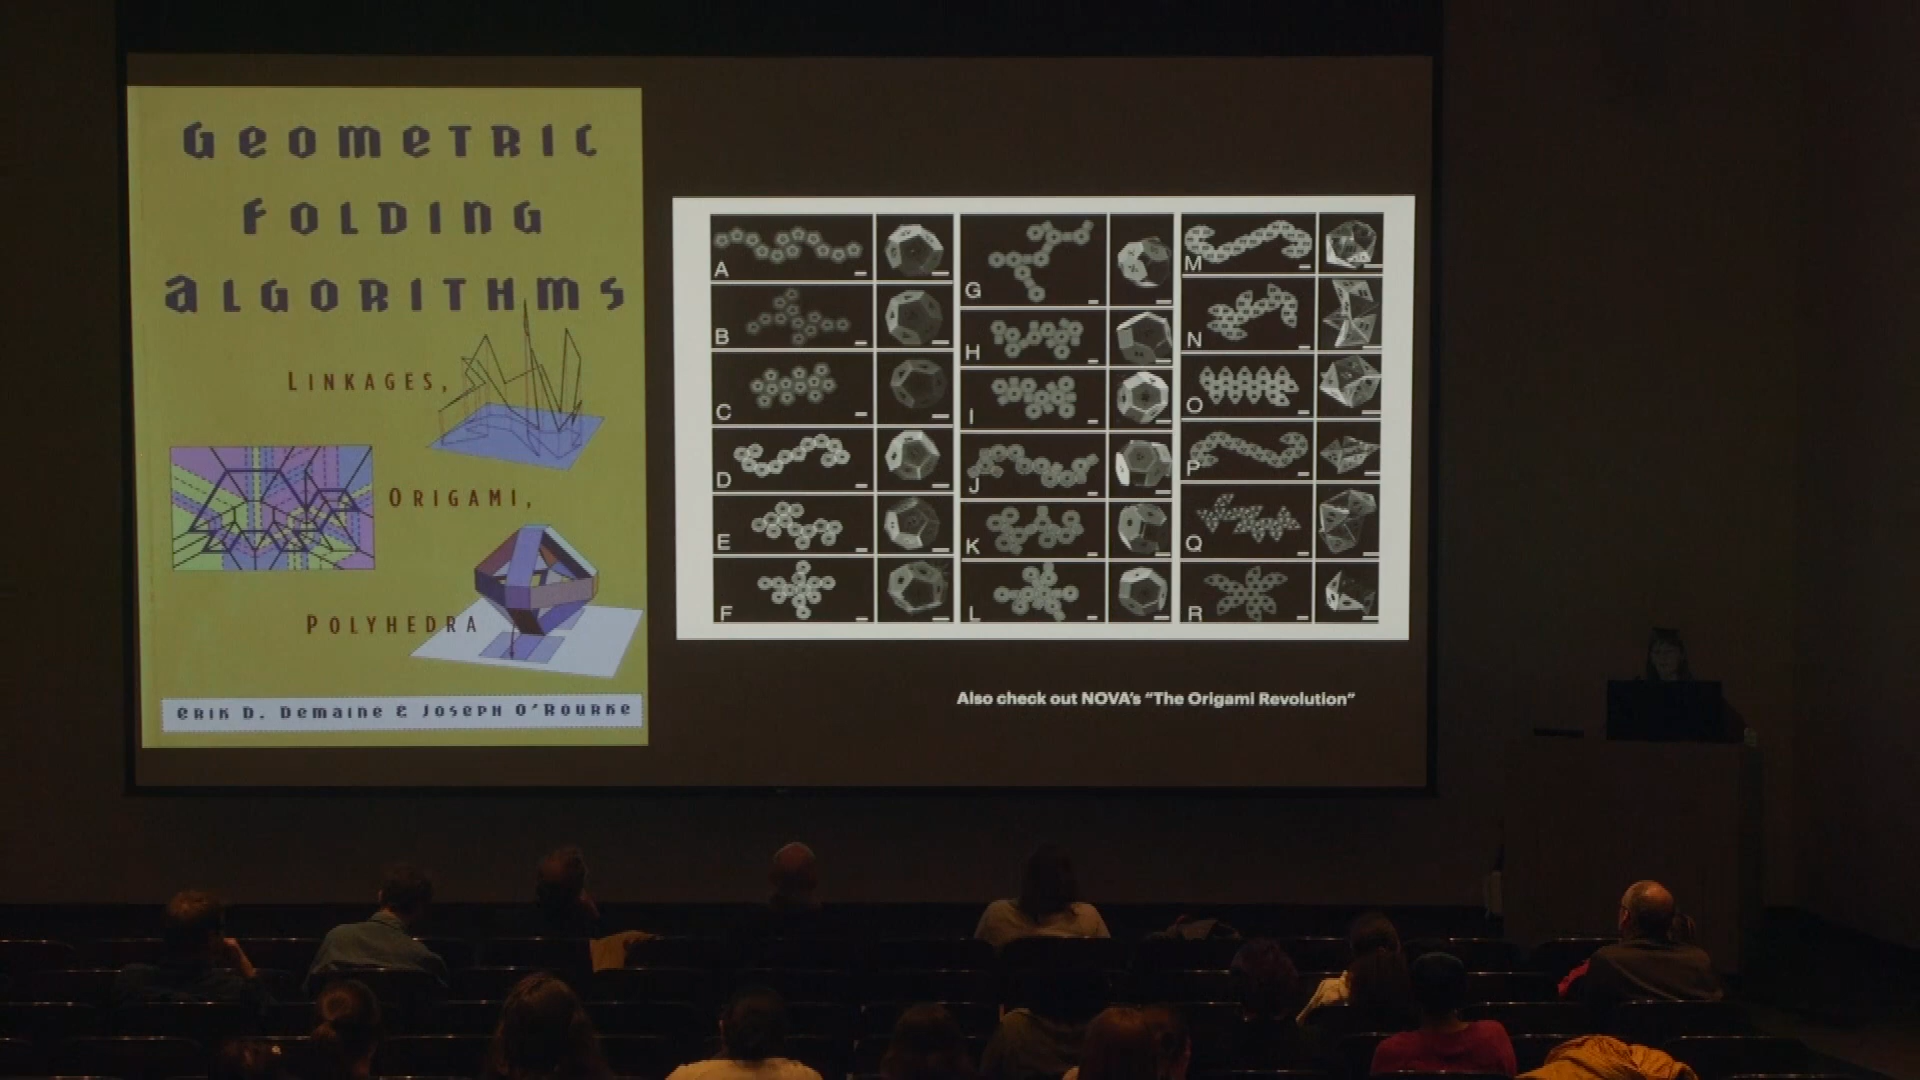 Geometric
Folding
Algorithms
Linkages,
Origami,
Polyhedra
Erik D. Demaine & Joseph O'Rourke
A
B
C
D
E
F
G
H
I
J
K
L
M
N
O
P
Q
R
Also check out NOVA's "The Origami Revolution"